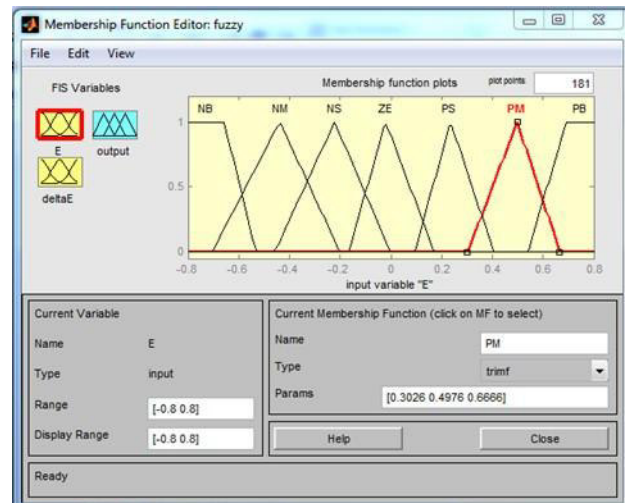 Membership Function Editor: fuzzy
File Edit View
FIS Variables
E
output
deltaE
Membership function plots
plot points:
181
NB NM NS ZE PS PM PB
1
0.5
0
-0.8 -0.6 -0.4 -0.2 0 0.2 0.4 0.6 0.8
input variable "E"
Current Variable
Name E
Type input
Range [-0.8 0.8]
Display Range [-0.8 0.8]
Current Membership Function (click on MF to select)
Name PM
Type trimf
Params [0.3026 0.4976 0.6666]
Help Close
Ready